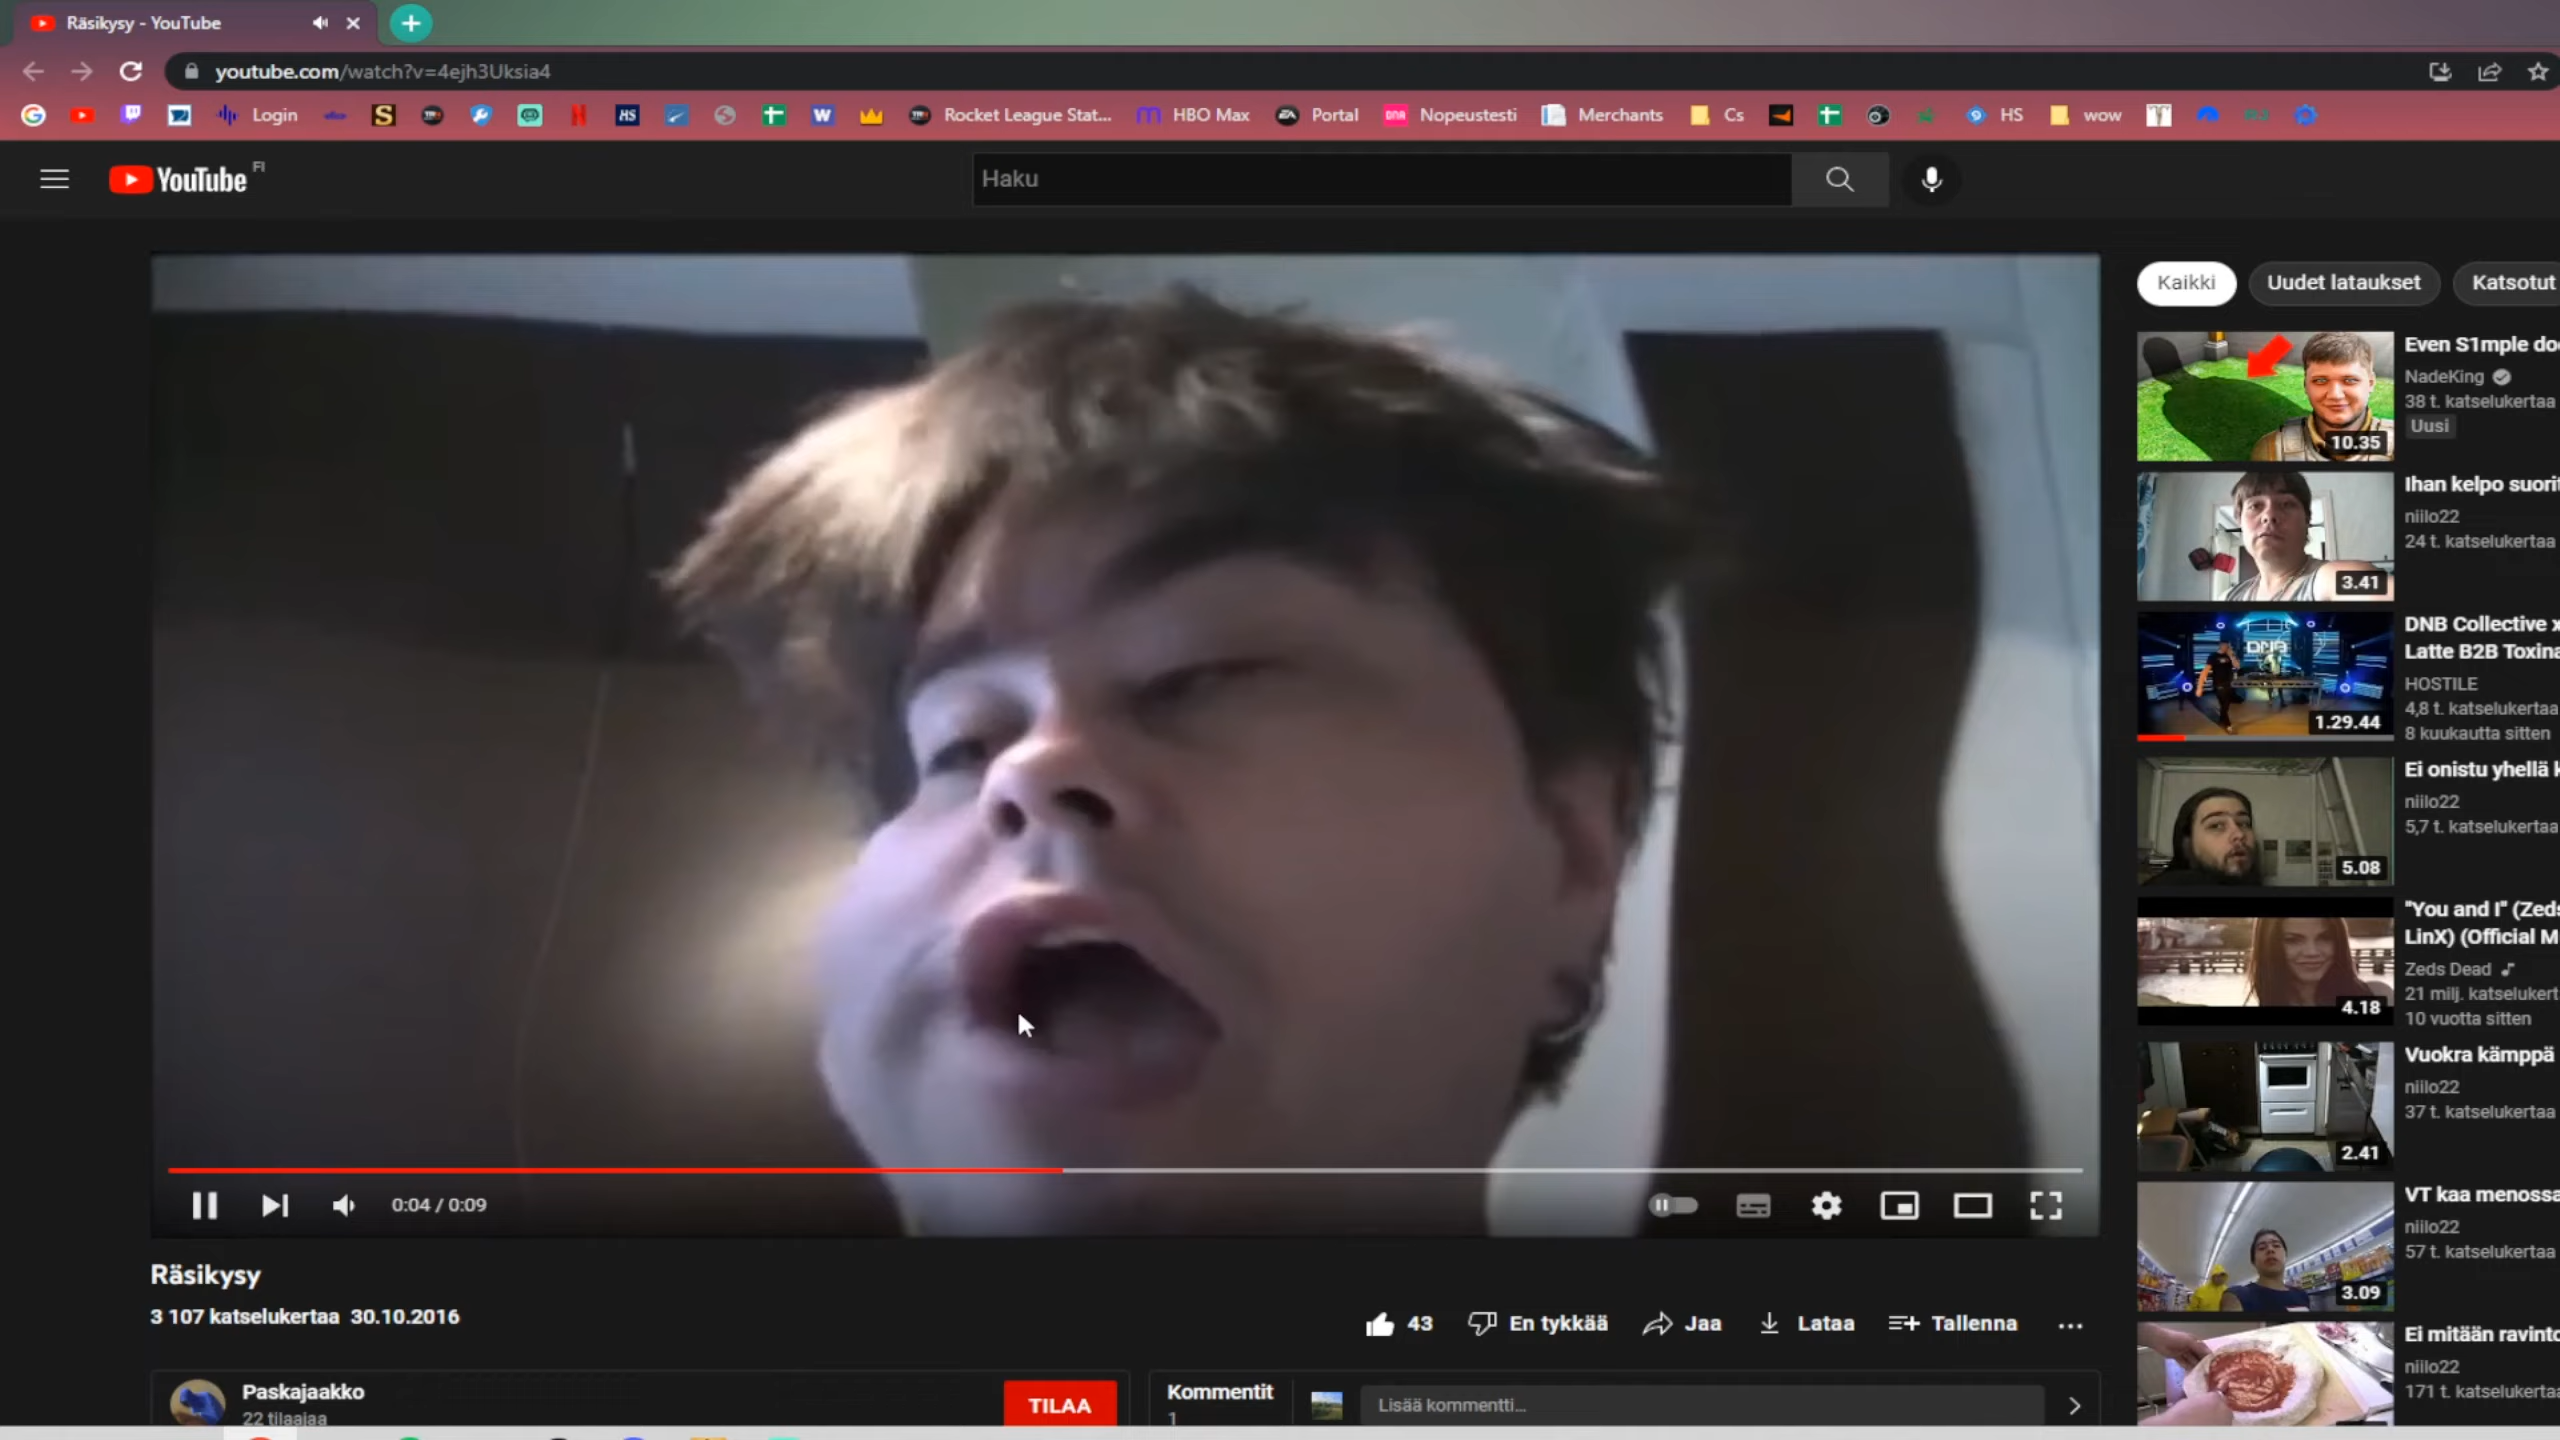 Räsikysy - YouTube
youtube.com/watch?v=4ejh3Uksia4
Login
S
HS
W
Rocket League Stat...
HBO Max
EA
Portal
DNA
Nopeustesti
Merchants
Cs
HS
wow
YouTube FI
Haku
Kaikki
Uudet lataukset
Katsotut
Even S1mple do
NadeKing
38 t. katselukertaa
Uusi
10.35
Ihan kelpo suorit
niilo22
24 t. katselukertaa
3.41
DNB Collective x
Latte B2B Toxina
HOSTILE
4,8 t. katselukertaa
8 kuukautta sitten
DNB
1.29.44
Ei onistu yhellä k
niilo22
5,7 t. katselukertaa
5.08
"You and I" (Zeds
LinX) (Official M
Zeds Dead
21 milj. katselukert
10 vuotta sitten
4.18
Vuokra kämppä
niilo22
37 t. katselukertaa
2.41
VT kaa menossa
niilo22
57 t. katselukertaa
3.09
Ei mitään ravinto
niilo22
171 t. katselukertaa
0:04 / 0:09
Räsikysy
3 107 katselukertaa 30.10.2016
43
En tykkää
Jaa
Lataa
Tallenna
Paskajaakko
22 tilaajaa
TILAA
Kommentit
1
Lisää kommentti...